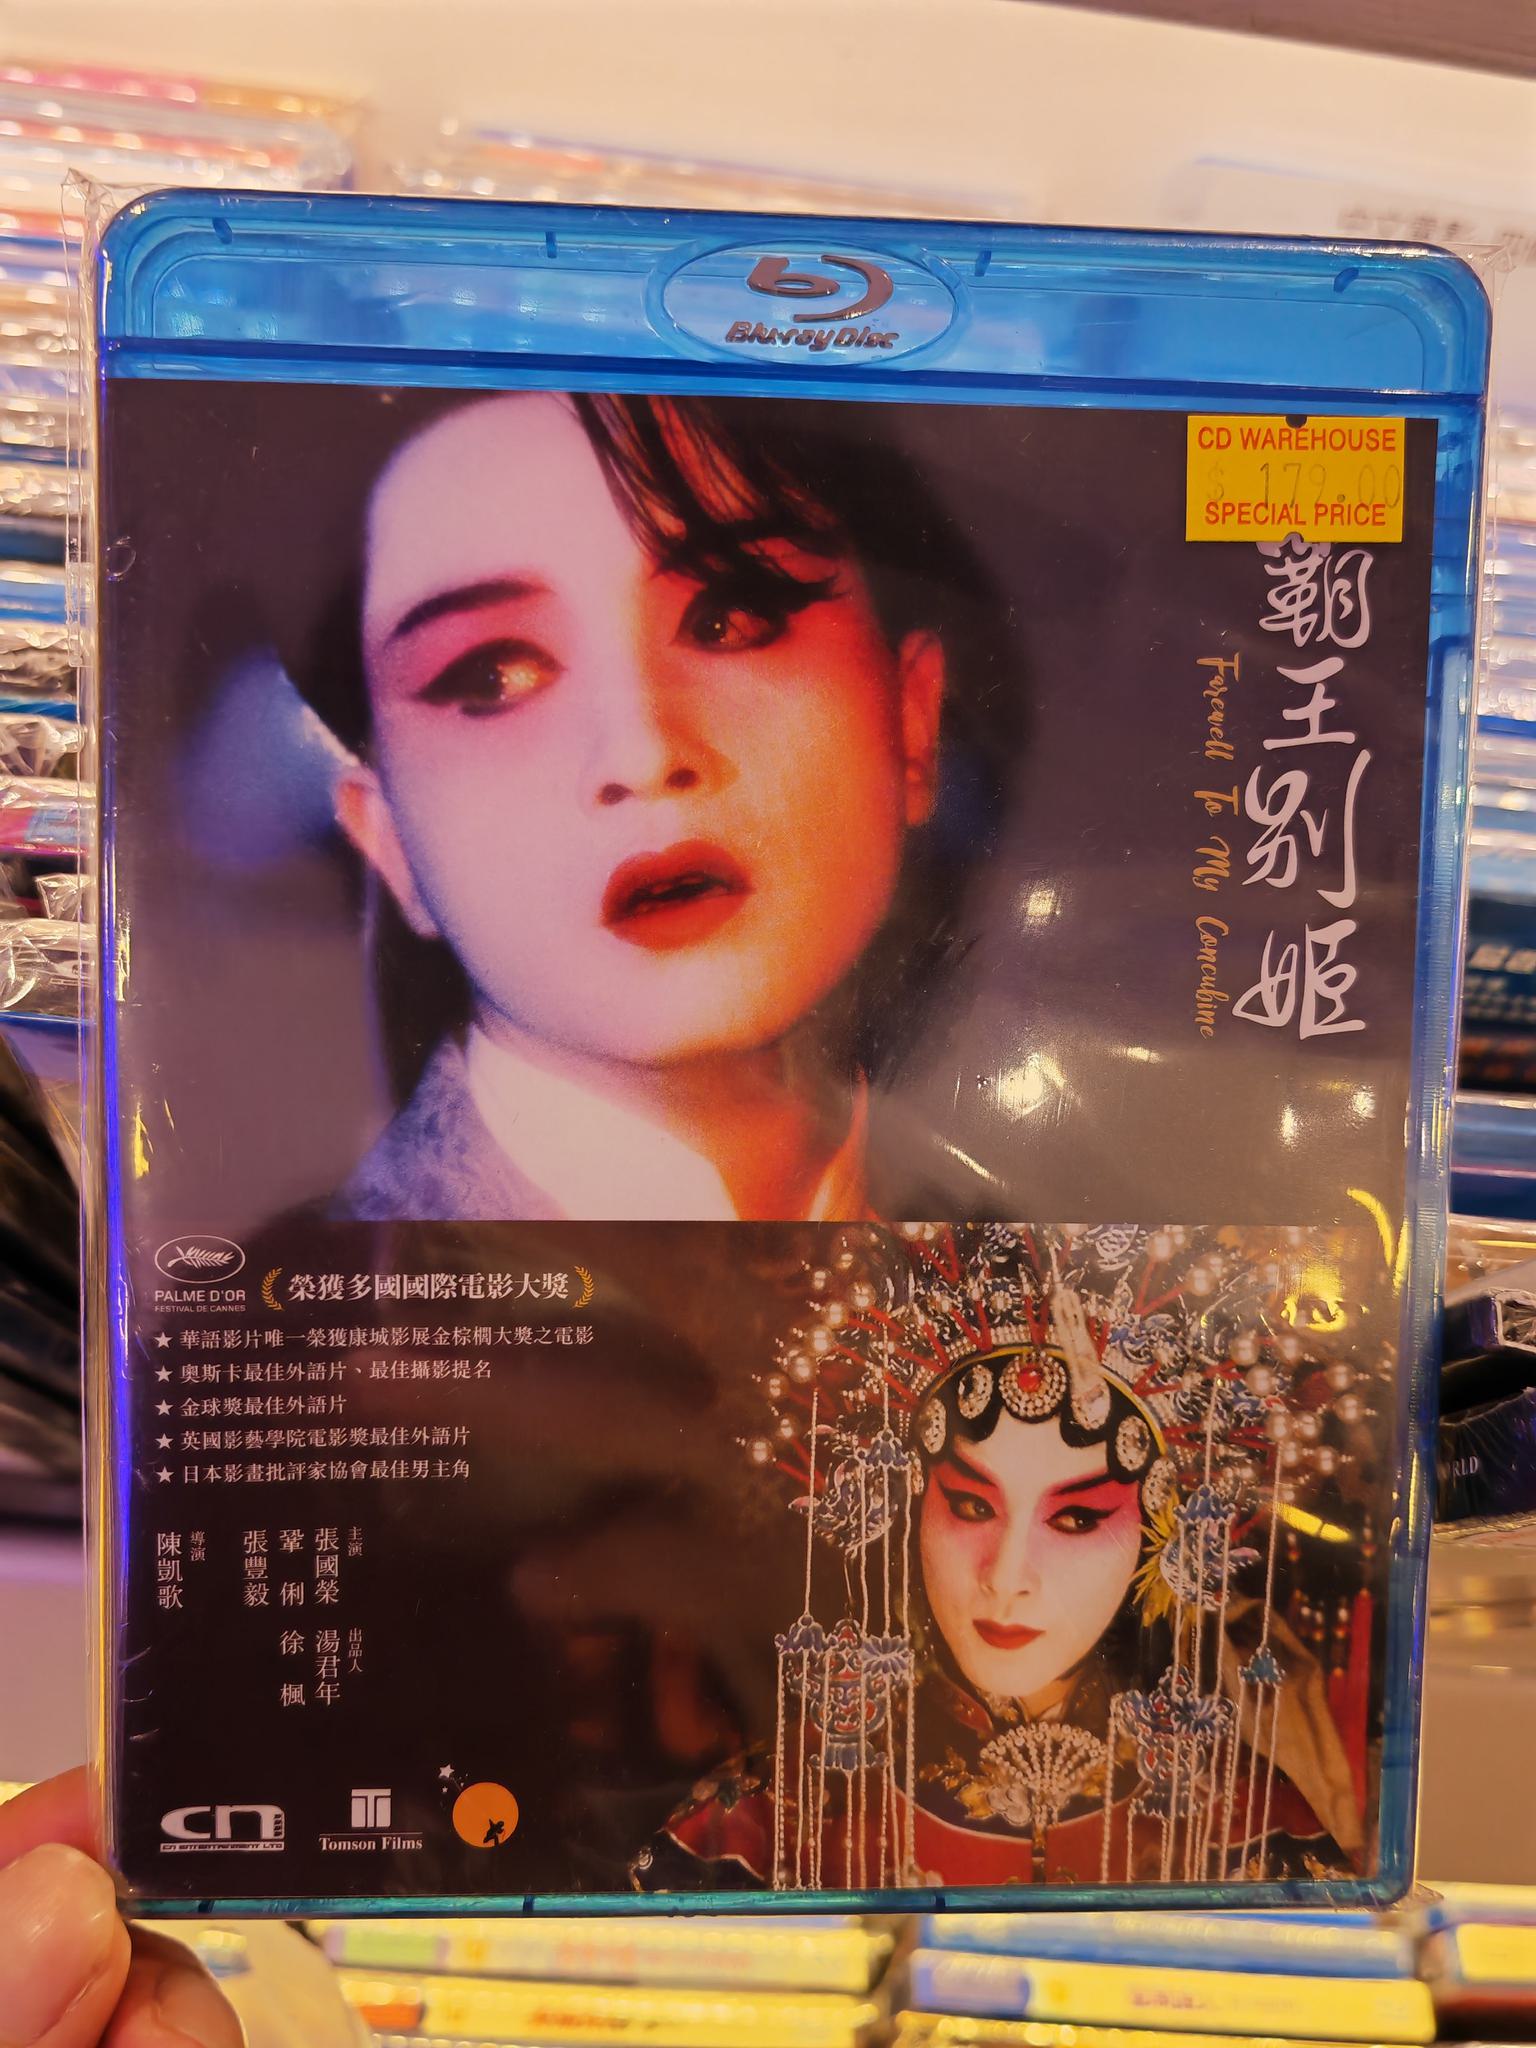 Blu-ray Disc
CD WAREHOUSE
$ 179.00
SPECIAL PRICE
霸王別姬
Farewell To My Concubine
PALME D'OR
FESTIVAL DE CANNES
榮獲多國國際電影大獎
★ 華語影片唯一榮獲康城影展金棕櫚大獎之電影
★ 奧斯卡最佳外語片、最佳攝影提名
★ 金球獎最佳外語片
★ 英國影藝學院電影獎最佳外語片
★ 日本影畫批評家協會最佳男主角
主演
張國榮
鞏俐
張豐毅
導演
陳凱歌
出品人
湯君年
徐楓
cn
CN ENTERTAINMENT LTD
Tomson Films